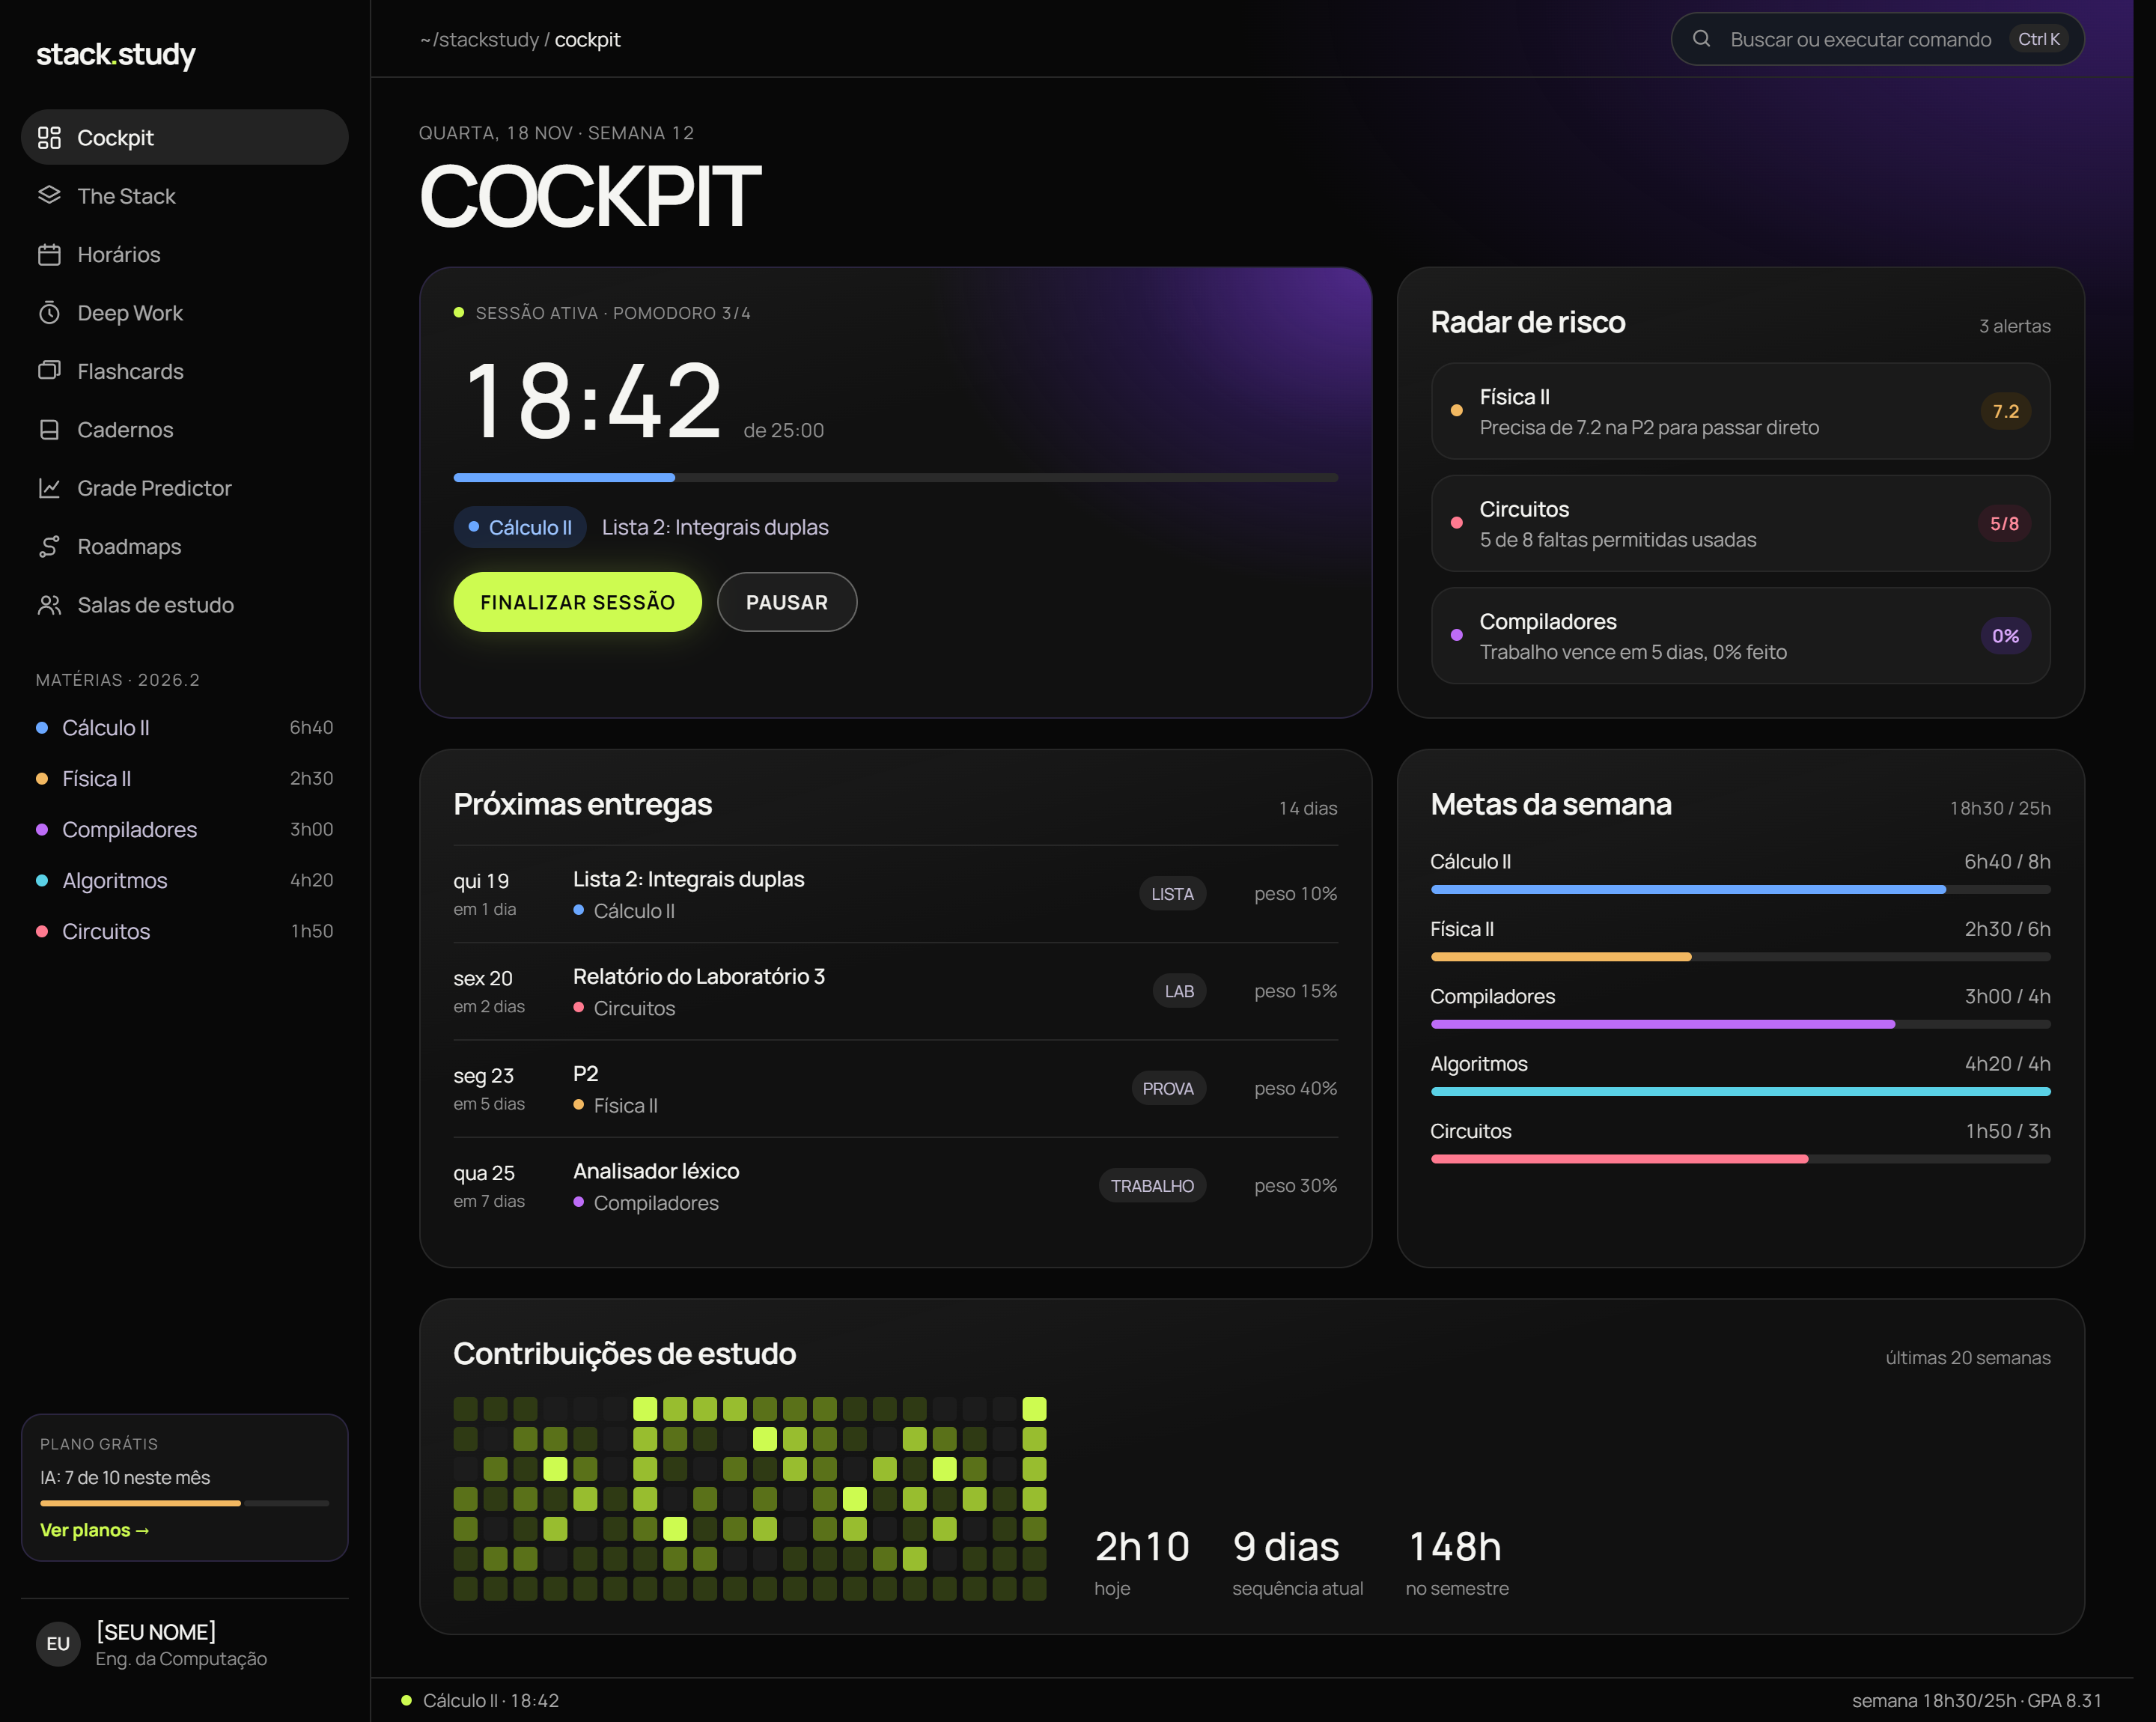 stack.study
Cockpit
The Stack
Horários
Deep Work
Flashcards
Cadernos
Grade Predictor
Roadmaps
Salas de estudo
MATÉRIAS · 2026.2
Cálculo II 6h40
Física II 2h30
Compiladores 3h00
Algoritmos 4h20
Circuitos 1h50
PLANO GRÁTIS
IA: 7 de 10 neste mês
Ver planos →
EU
[SEU NOME]
Eng. da Computação
~/stackstudy / cockpit
Buscar ou executar comando Ctrl K
QUARTA, 18 NOV · SEMANA 12
COCKPIT
SESSÃO ATIVA · POMODORO 3/4
18:42 de 25:00
Cálculo II Lista 2: Integrais duplas
FINALIZAR SESSÃO PAUSAR
Radar de risco 3 alertas
Física II
Precisa de 7.2 na P2 para passar direto
7.2
Circuitos
5 de 8 faltas permitidas usadas
5/8
Compiladores
Trabalho vence em 5 dias, 0% feito
0%
Próximas entregas 14 dias
qui 19
em 1 dia
Lista 2: Integrais duplas
Cálculo II
LISTA peso 10%
sex 20
em 2 dias
Relatório do Laboratório 3
Circuitos
LAB peso 15%
seg 23
em 5 dias
P2
Física II
PROVA peso 40%
qua 25
em 7 dias
Analisador léxico
Compiladores
TRABALHO peso 30%
Metas da semana 18h30 / 25h
Cálculo II 6h40 / 8h
Física II 2h30 / 6h
Compiladores 3h00 / 4h
Algoritmos 4h20 / 4h
Circuitos 1h50 / 3h
Contribuições de estudo últimas 20 semanas
2h10 9 dias 148h
hoje sequência atual no semestre
Cálculo II · 18:42
semana 18h30/25h · GPA 8.31